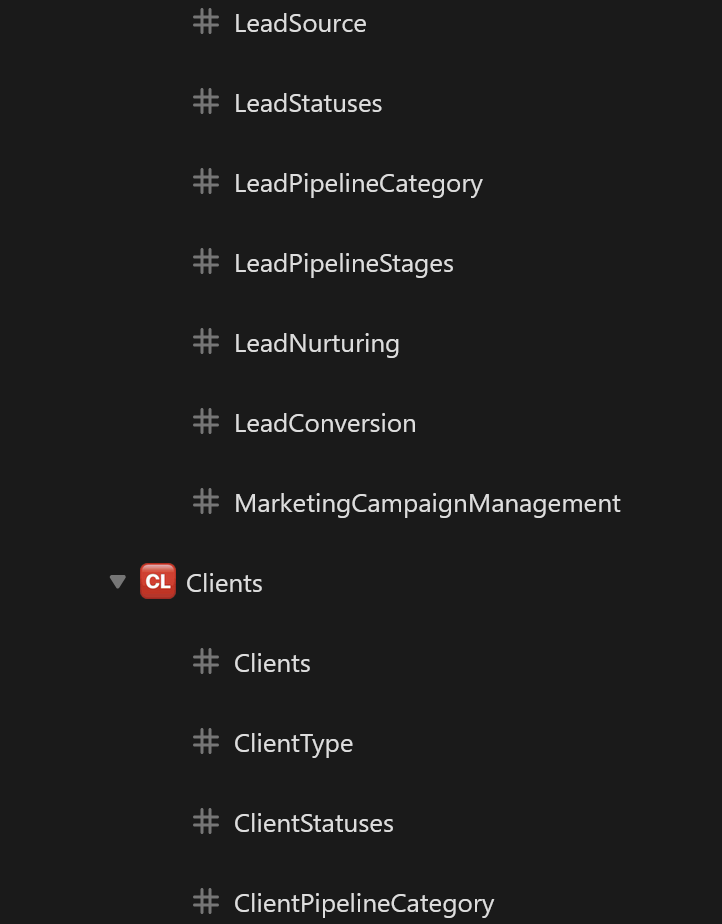 LeadSource
LeadStatuses
LeadPipelineCategory
LeadPipelineStages
LeadNurturing
LeadConversion
MarketingCampaignManagement
CL Clients
Clients
ClientType
ClientStatuses
ClientPipelineCategory